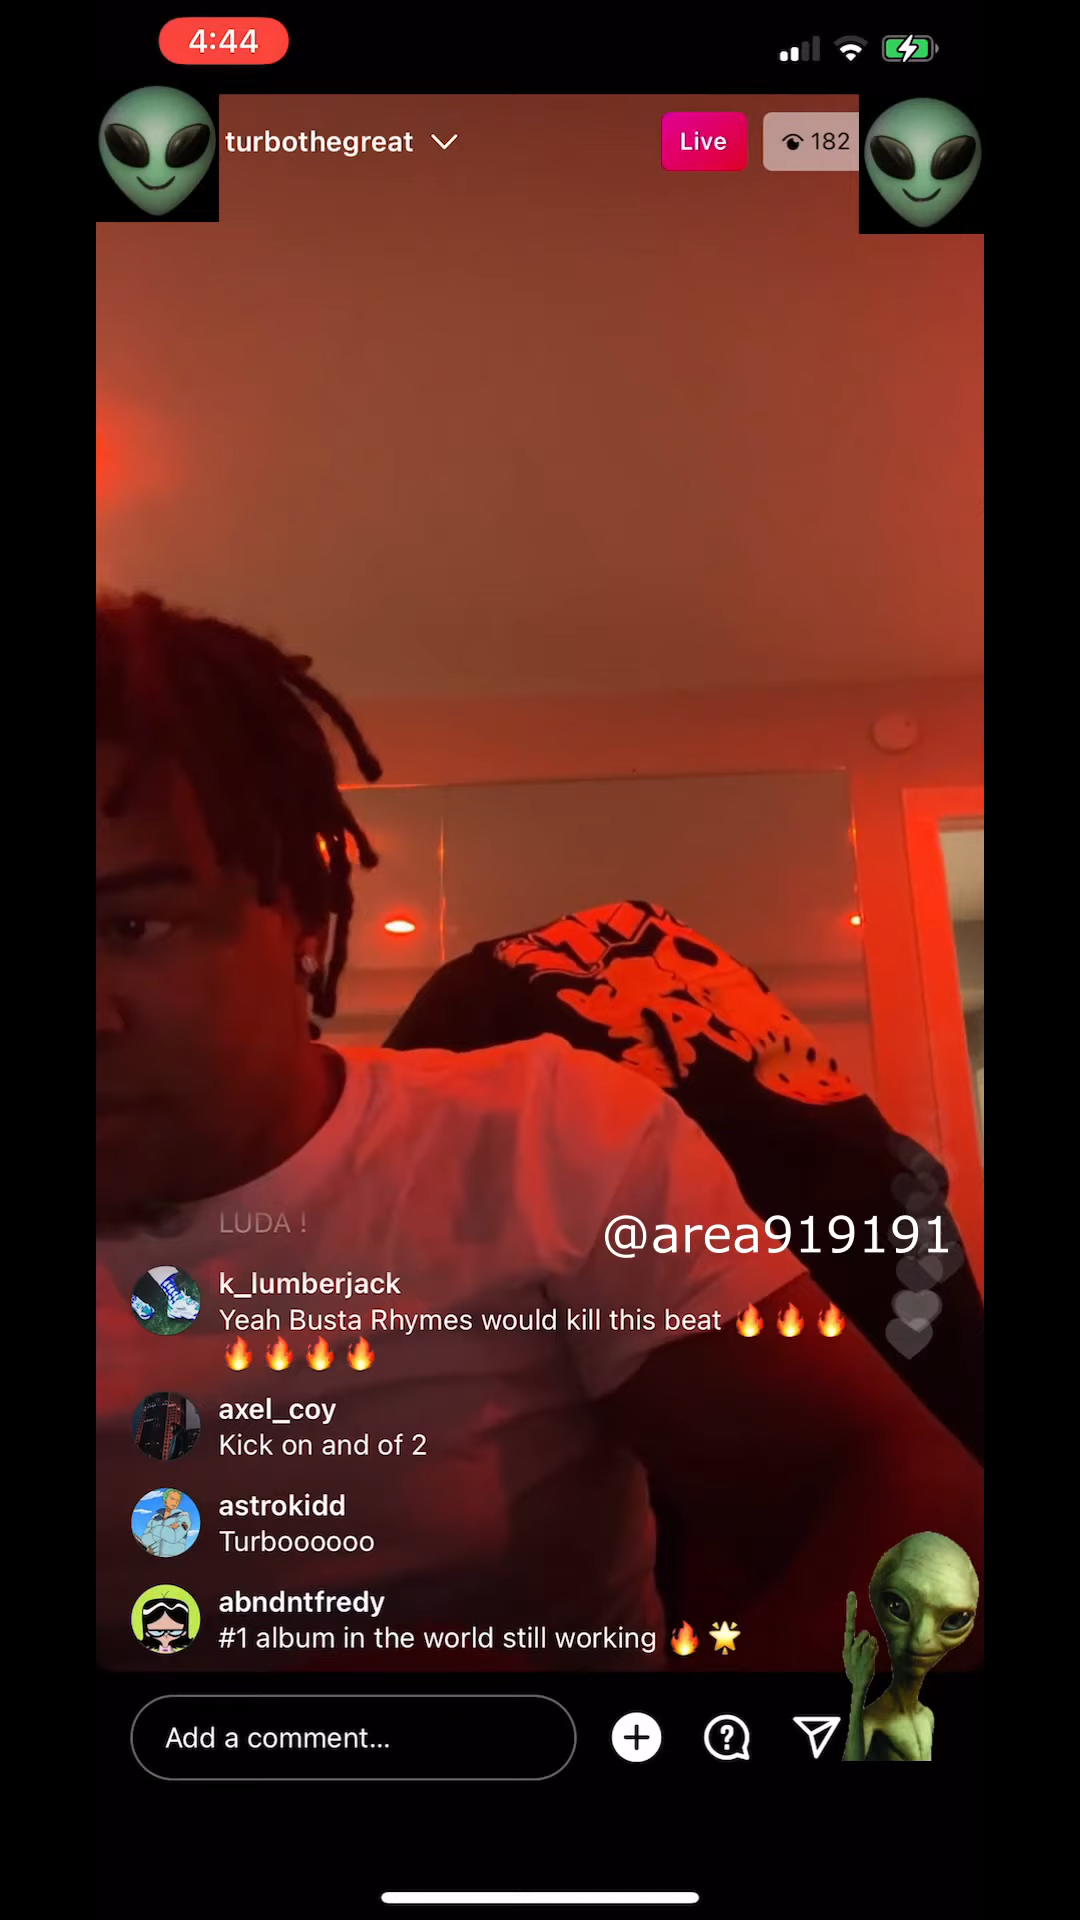 4:44
turbothegreat
Live
182
LUDA !
@area919191
k_lumberjack
Yeah Busta Rhymes would kill this beat 🔥 🔥 🔥
🔥 🔥 🔥 🔥
axel_coy
Kick on and of 2
astrokidd
Turboooooo
abndntfredy
#1 album in the world still working 🔥 🌟
Add a comment...